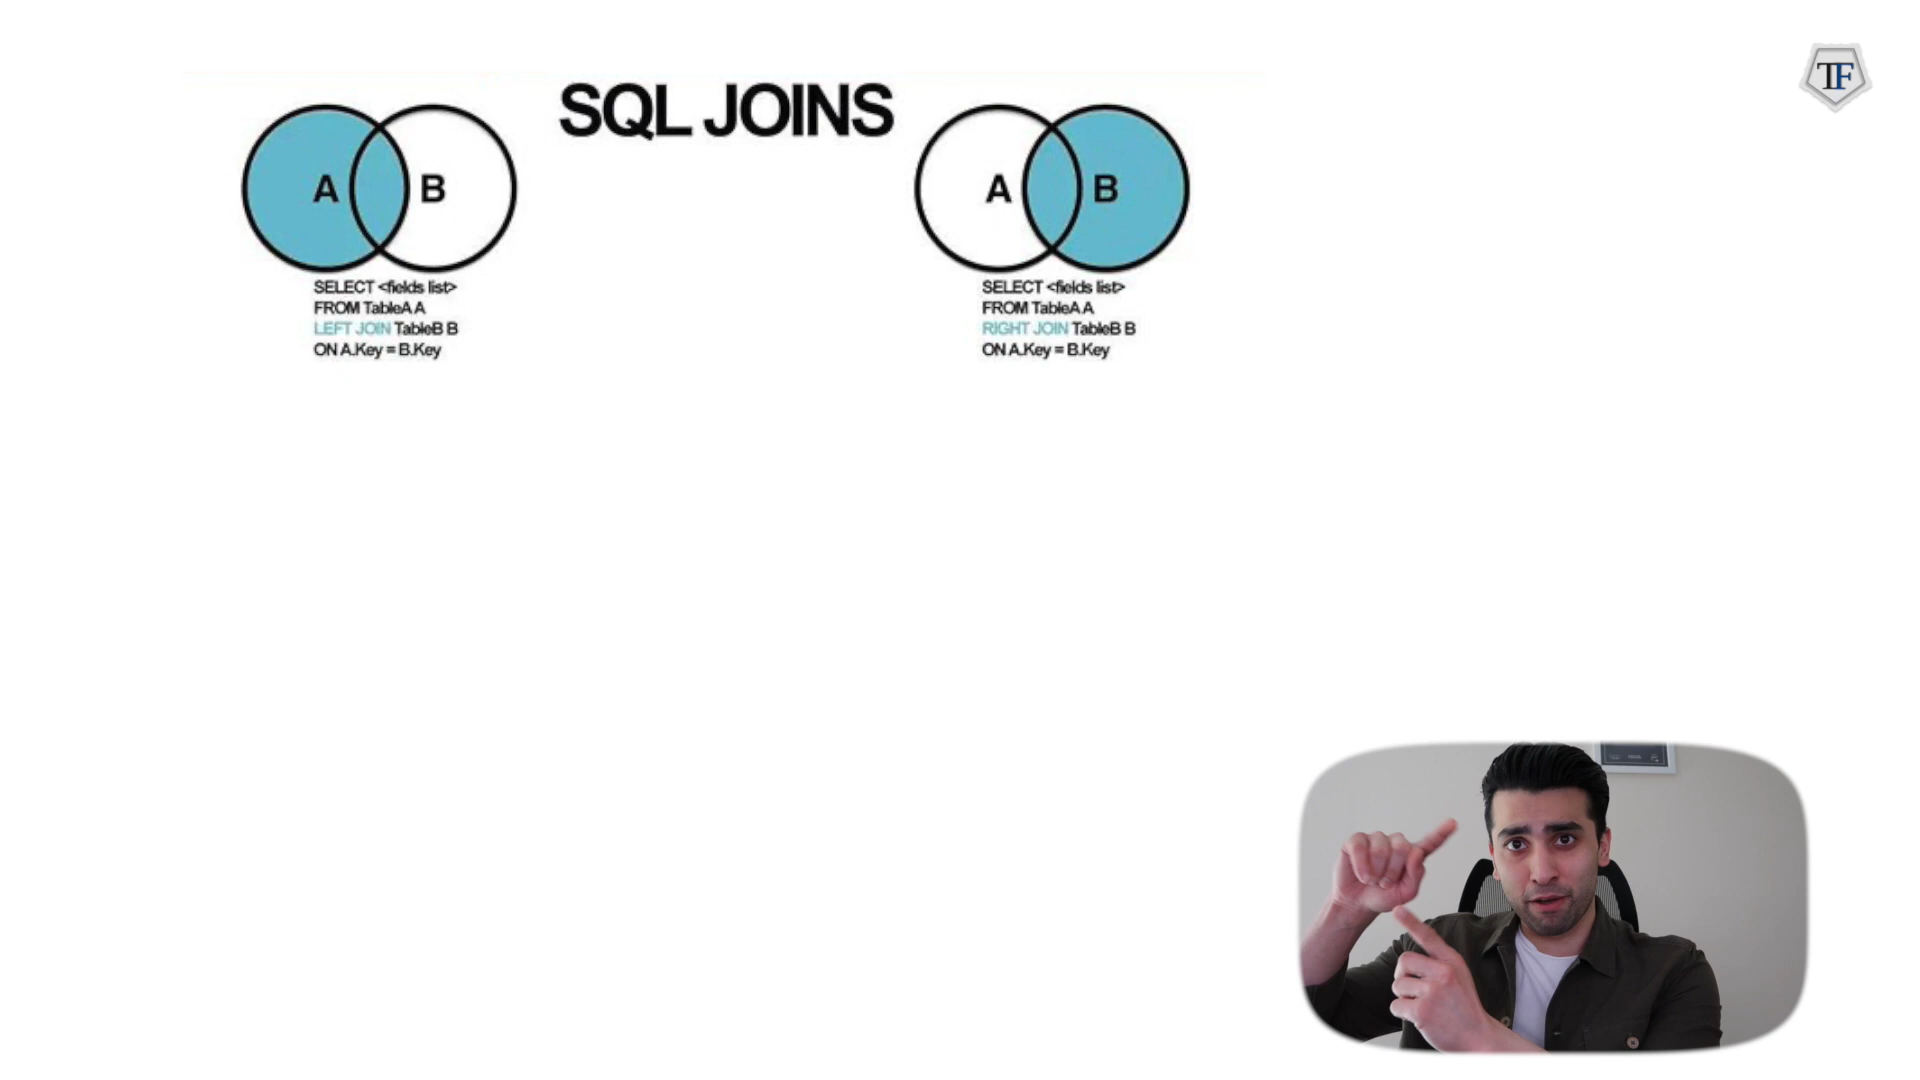 SQL JOINS
TF
A B
SELECT <fields list>
FROM TableA A
LEFT JOIN TableB B
ON A.Key = B.Key
A B
SELECT <fields list>
FROM TableA A
RIGHT JOIN TableB B
ON A.Key = B.Key